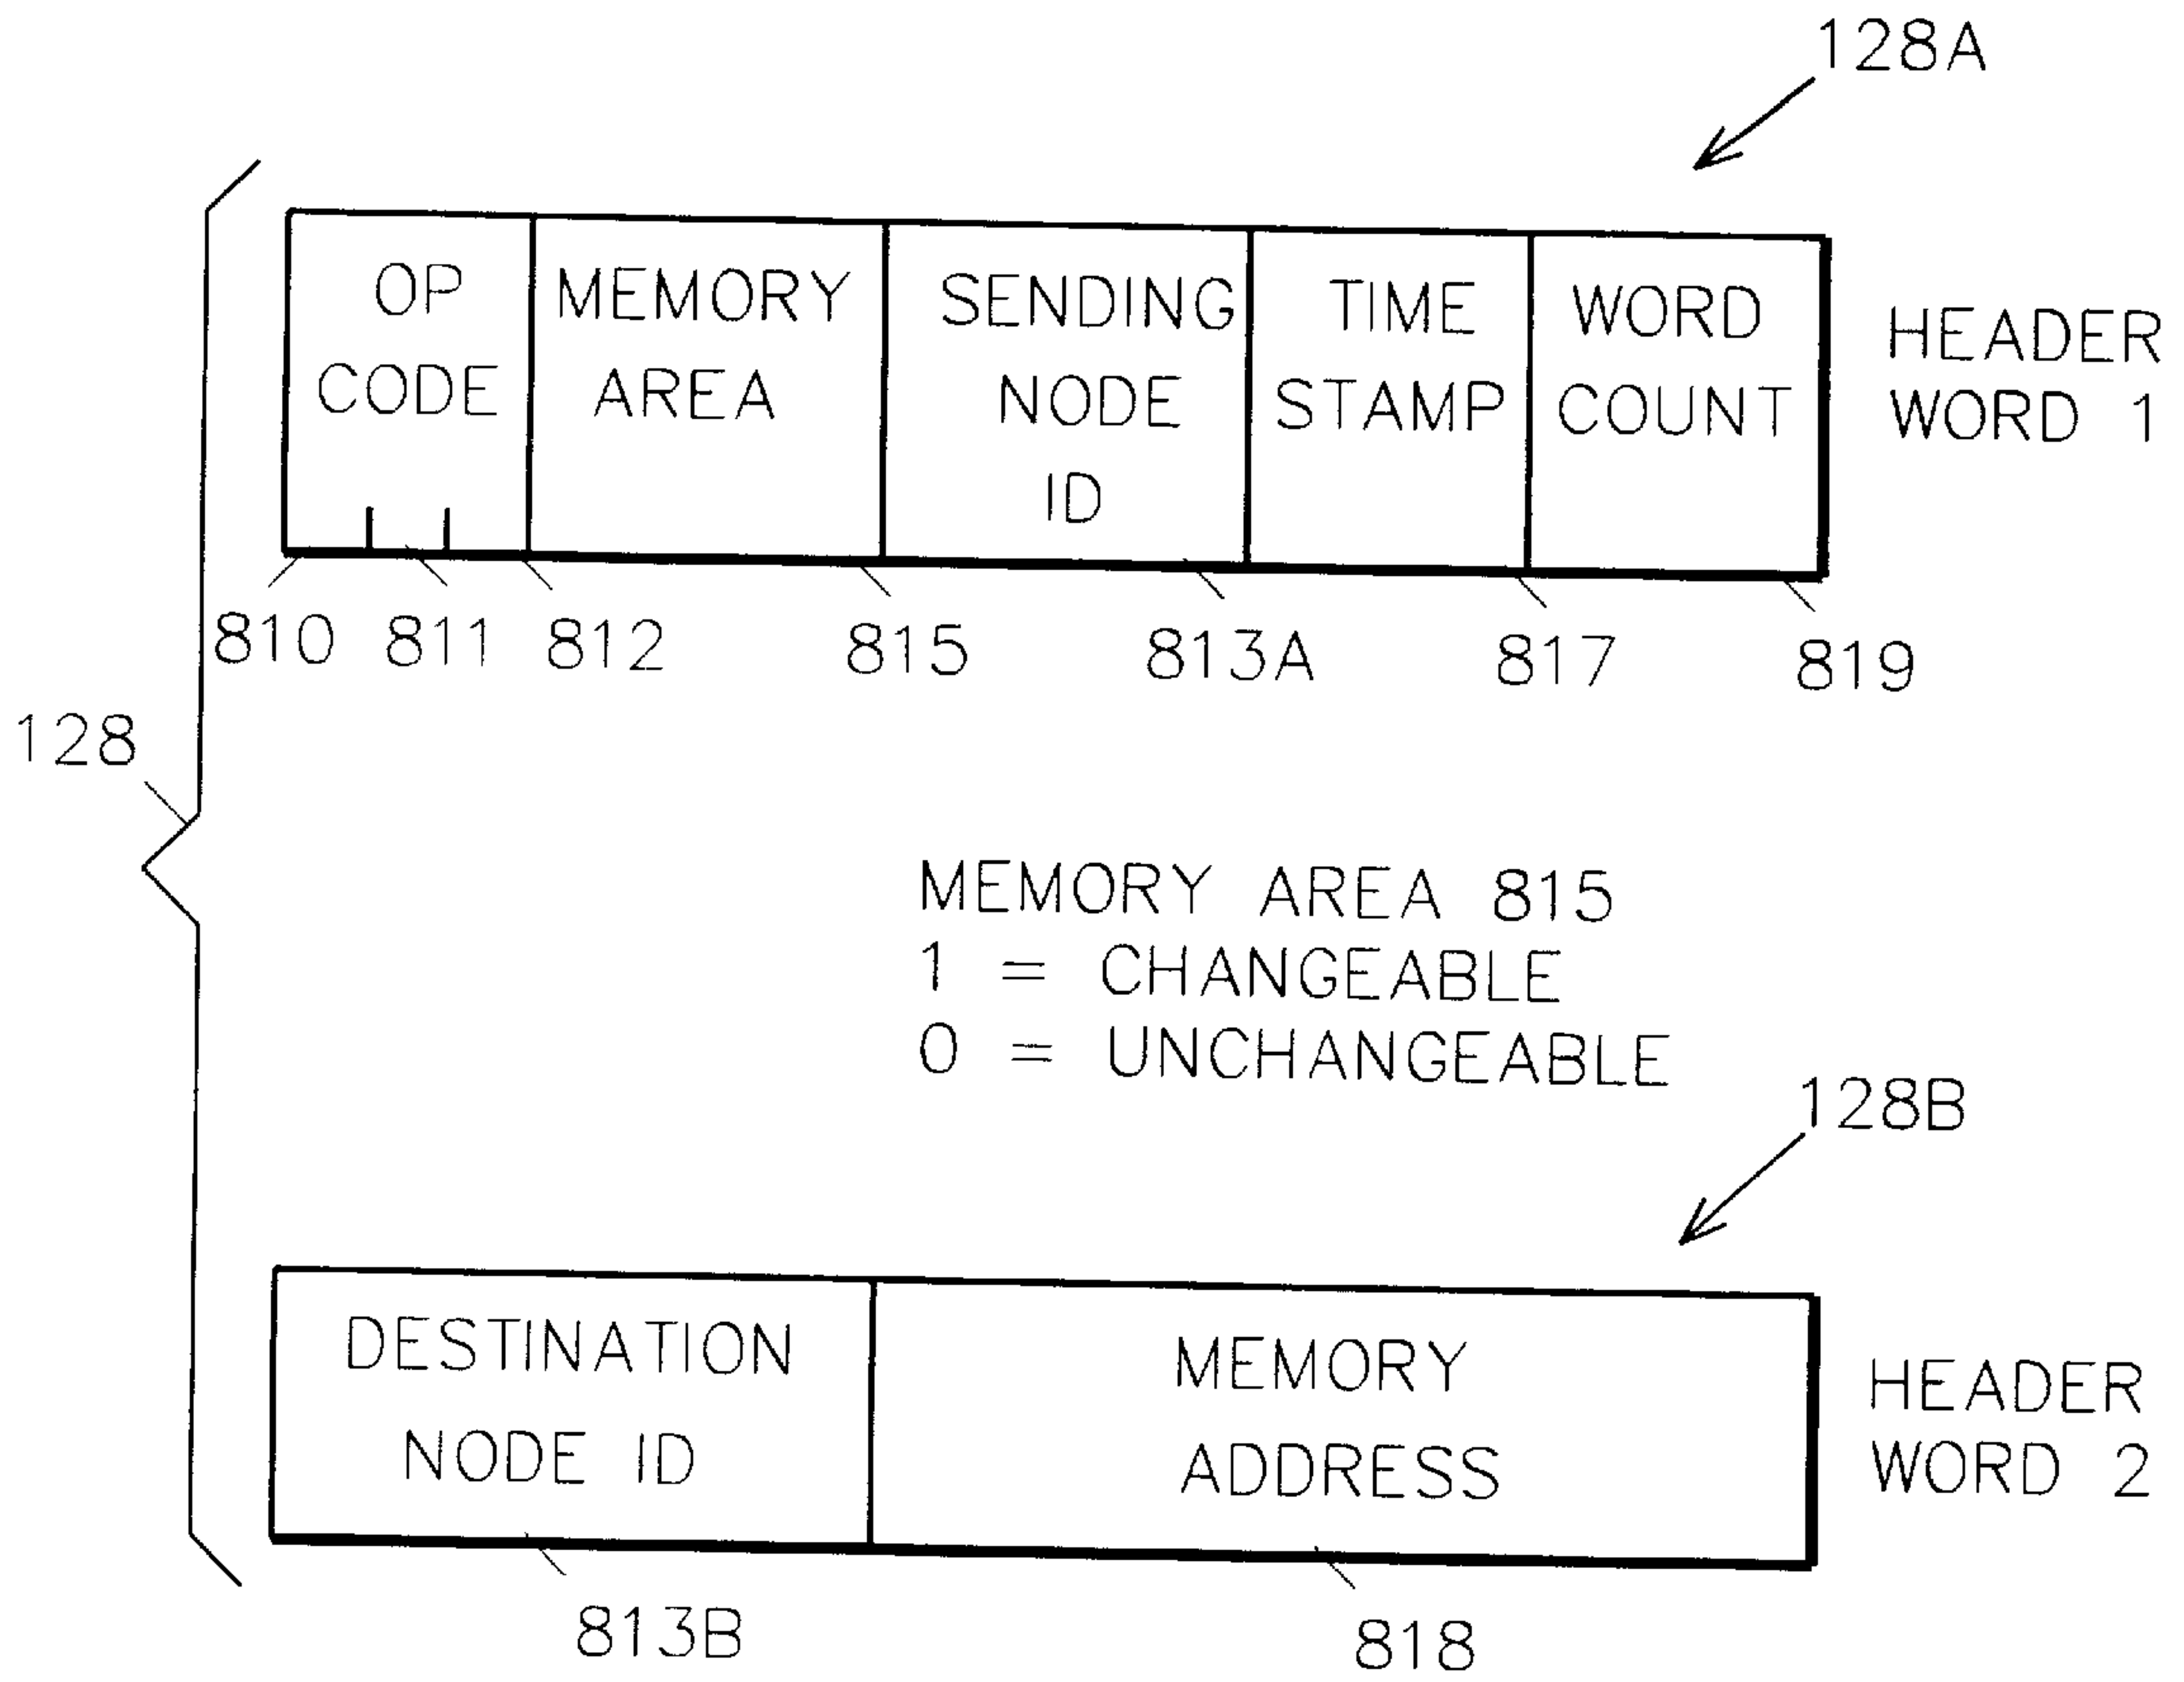 128A
OP CODE
MEMORY AREA
SENDING NODE ID
TIME STAMP
WORD COUNT
HEADER WORD 1
810 811 812 815 813A 817 819
128
MEMORY AREA 815
1 = CHANGEABLE
0 = UNCHANGEABLE
128B
DESTINATION NODE ID
MEMORY ADDRESS
HEADER WORD 2
813B 818